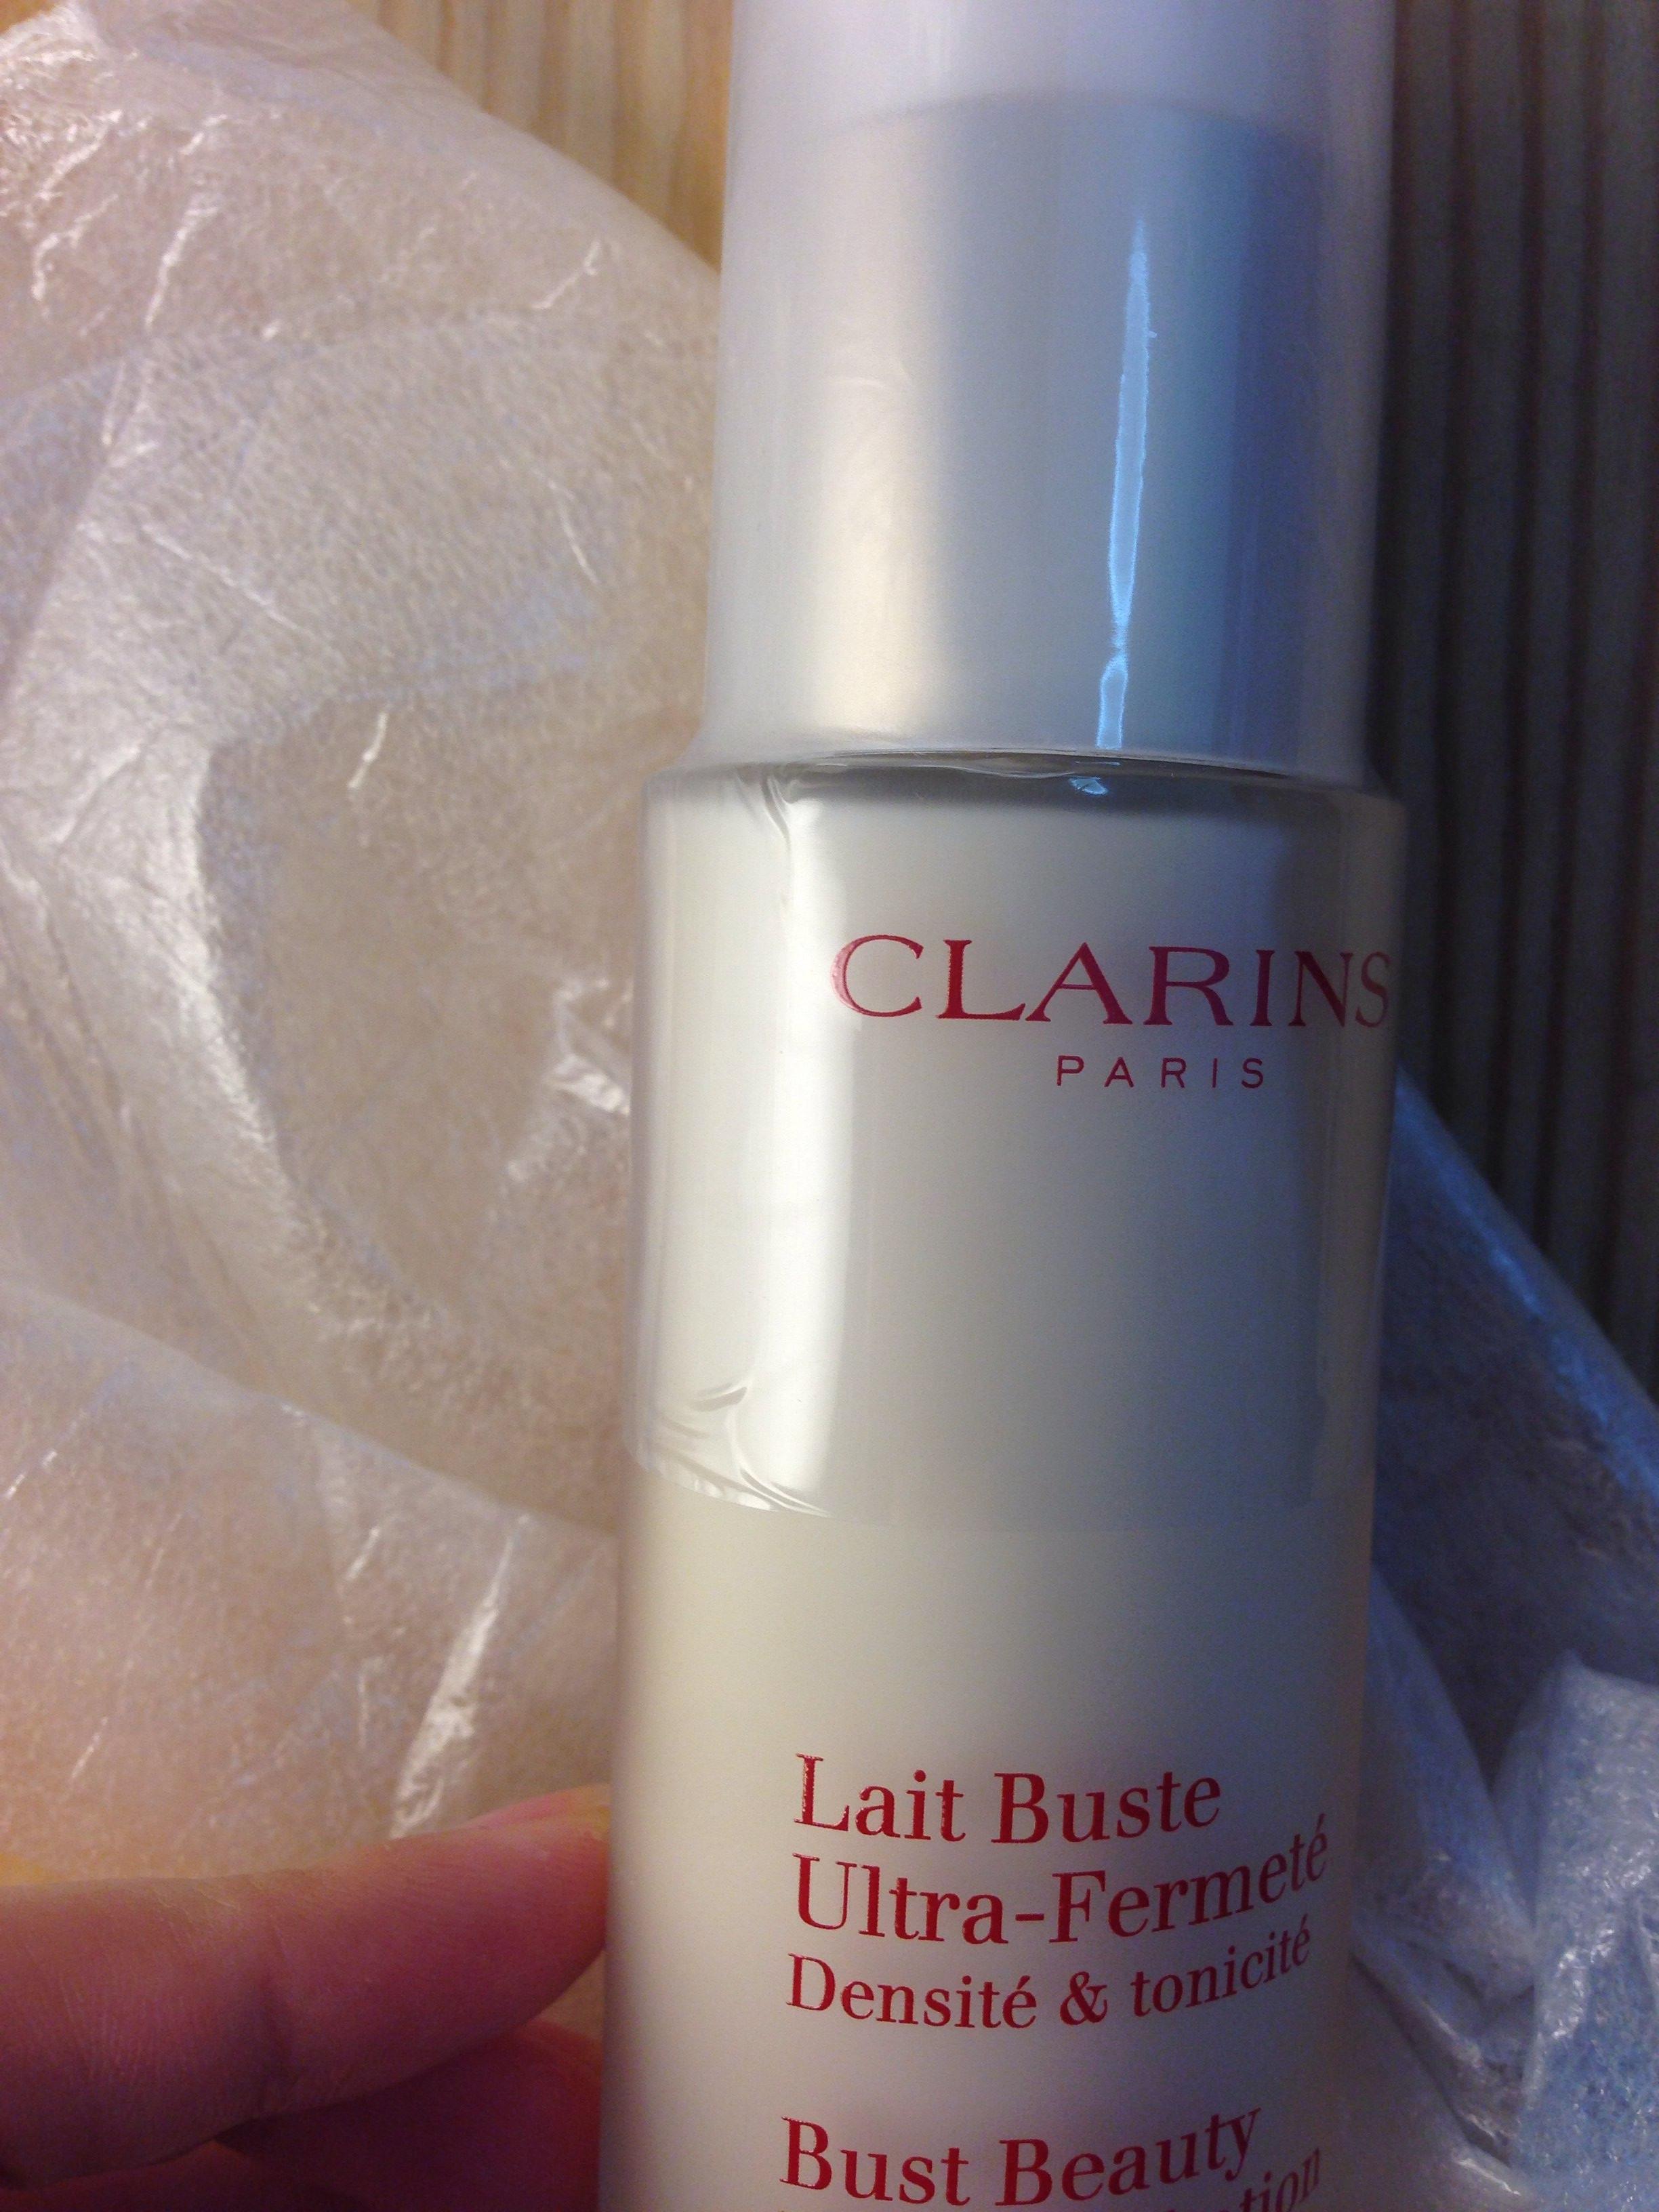 CLARINS
PARIS
Lait Buste
Ultra-Fermeté
Densité & tonicité
Bust Beauty